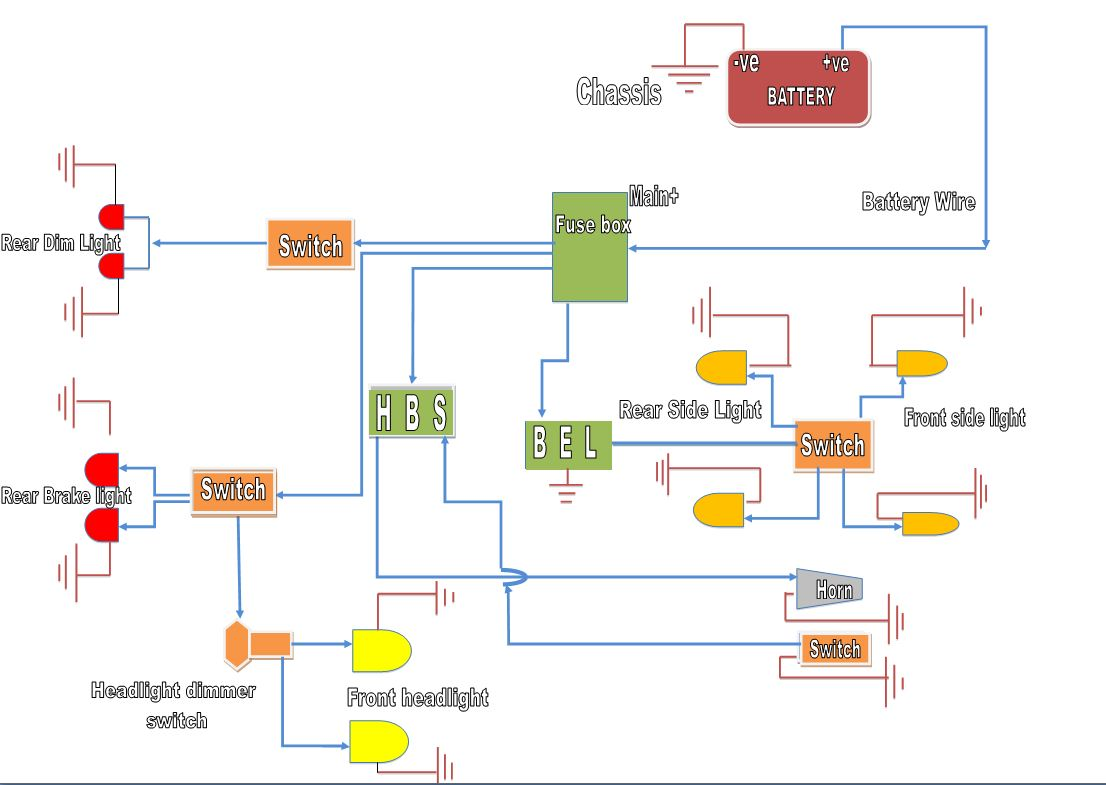 -ve
+ve
Chassis
BATTERY
Main+
Battery Wire
Fuse box
Rear Dim Light
Switch
H B S
Rear Side Light
Front side light
B E L
Switch
Rear Brake light
Switch
Horn
Switch
Headlight dimmer
switch
Front headlight